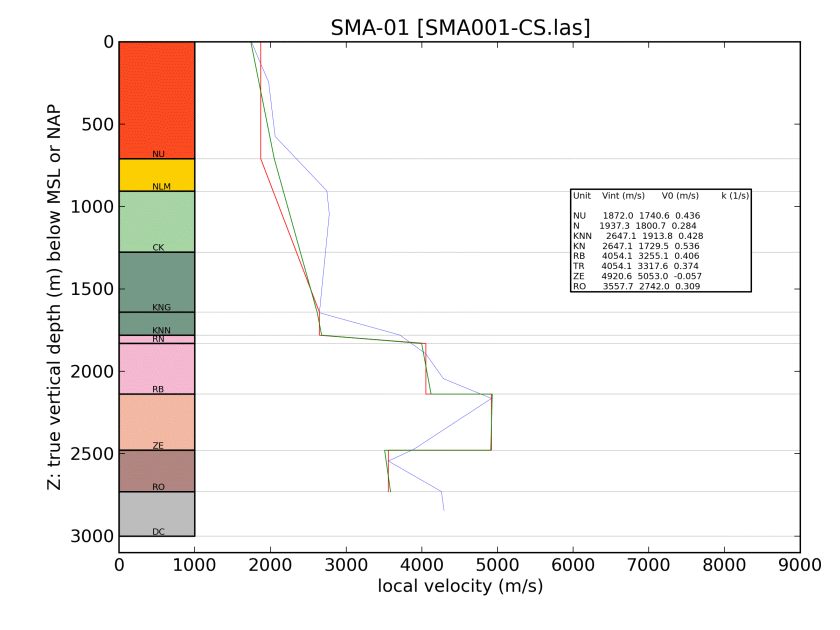 SMA-01 [SMA001-CS.las]
0
500
1000
1500
2000
2500
3000
Z: true vertical depth (m) below MSL or NAP
NU
NLM
CK
KNG
KNN
RN
RB
ZE
RO
DC
Unit Vint (m/s) V0 (m/s) k (1/s)
NU 1872.0 1740.6 0.436
N 1937.3 1800.7 0.284
KNN 2647.1 1913.8 0.428
KN 2647.1 1729.5 0.536
RB 4054.1 3255.1 0.406
TR 4054.1 3317.6 0.374
ZE 4920.6 5053.0 -0.057
RO 3557.7 2742.0 0.309
0 1000 2000 3000 4000 5000 6000 7000 8000 9000
local velocity (m/s)